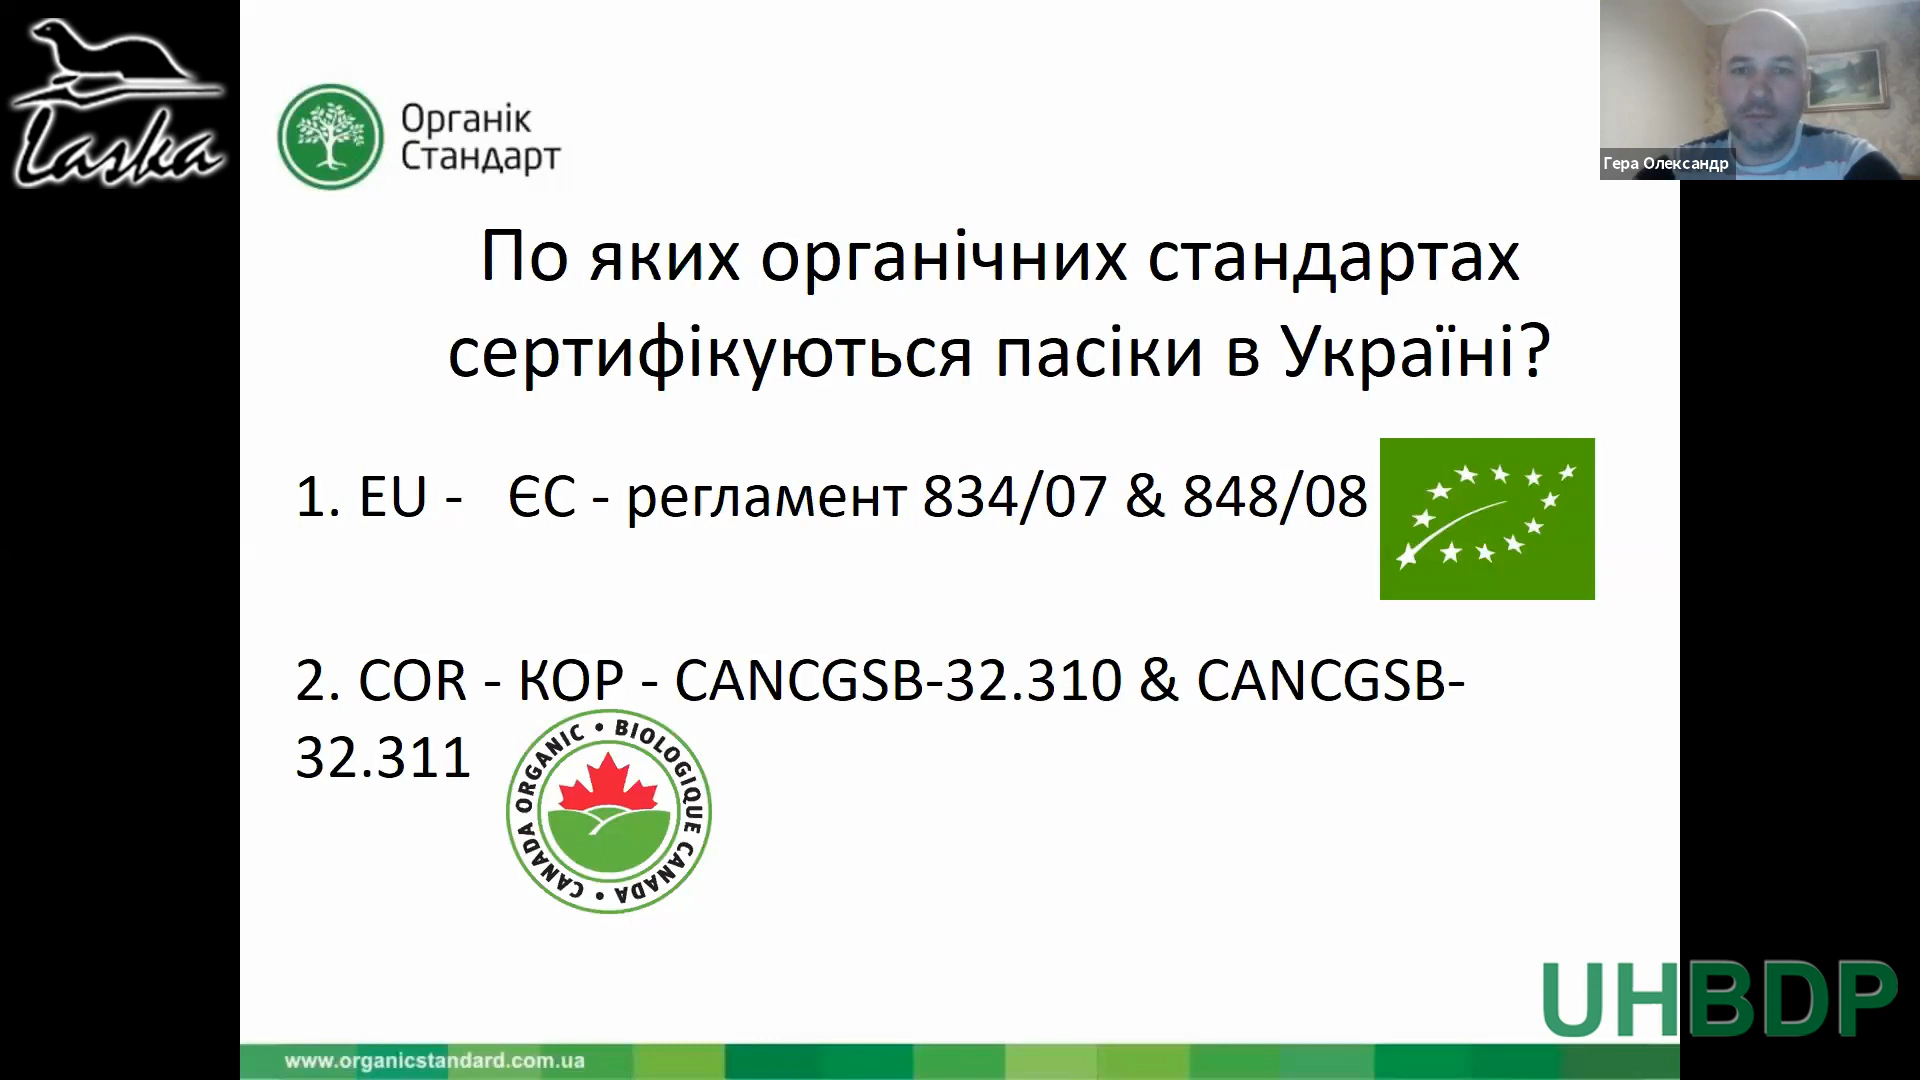 Laska
Органік
Стандарт
Гера Олександр
По яких органічних стандартах
сертифікуються пасіки в Україні?
1. EU - ЄС - регламент 834/07 & 848/08
2. COR - КОР - CANCGSB-32.310 & CANCGSB-
32.311
CANADA ORGANIC • BIOLOGIQUE CANADA •
UHBDP
www.organicstandard.com.ua